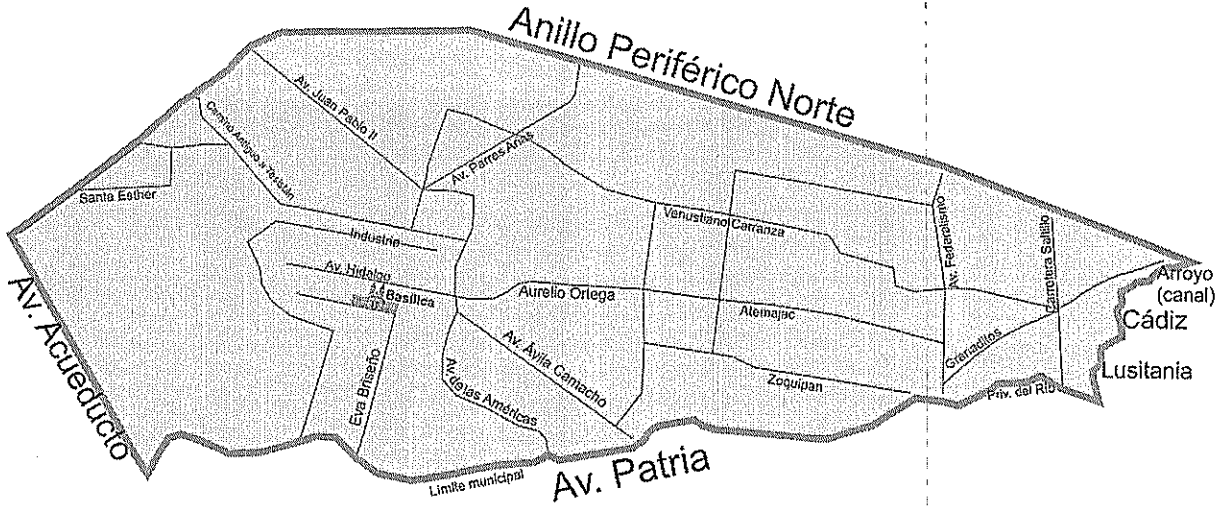 Anillo Periférico Norte
Av. Juan Pablo II
Camino Antiguo a Tesistán
Av. Parres Arias
Santa Esther
Venustiano Carranza
Industria
Av. Federalismo
Carretera Saltillo
Av. Hidalgo
Basílica
Aurelio Ortega
Atemajac
Arroyo
(canal)
Cádiz
Lusitania
Granadillos
Av. Acueducto
Eva Briseño
Av. de las Américas
Av. Ávila Camacho
Zoquipan
Priv. del Río
Límite municipal
Av. Patria